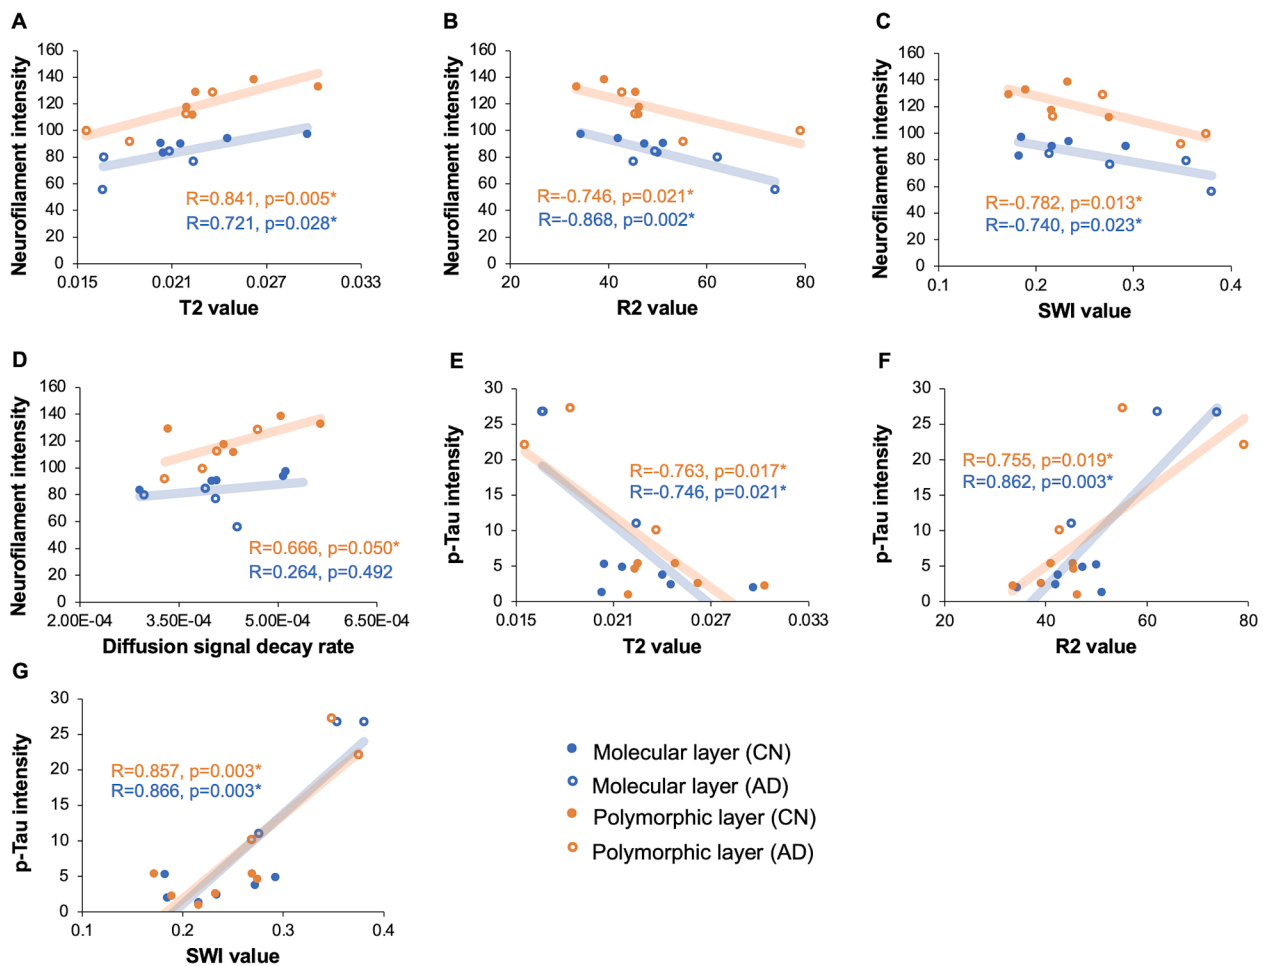 A
Neurofilament intensity
160
140
120
100
80
60
40
20
0
0.015 0.021 0.027 0.033
T2 value
R=0.841, p=0.005*
R=0.721, p=0.028*
B
Neurofilament intensity
160
140
120
100
80
60
40
20
0
20 40 60 80
R2 value
R=-0.746, p=0.021*
R=-0.868, p=0.002*
C
Neurofilament intensity
160
140
120
100
80
60
40
20
0
0.1 0.2 0.3 0.4
SWI value
R=-0.782, p=0.013*
R=-0.740, p=0.023*
D
Neurofilament intensity
160
140
120
100
80
60
40
20
0
2.00E-04 3.50E-04 5.00E-04 6.50E-04
Diffusion signal decay rate
R=0.666, p=0.050*
R=0.264, p=0.492
E
p-Tau intensity
30
25
20
15
10
5
0
0.015 0.021 0.027 0.033
T2 value
R=-0.763, p=0.017*
R=-0.746, p=0.021*
F
p-Tau intensity
30
25
20
15
10
5
0
20 40 60 80
R2 value
R=0.755, p=0.019*
R=0.862, p=0.003*
G
p-Tau intensity
30
25
20
15
10
5
0
0.1 0.2 0.3 0.4
SWI value
R=0.857, p=0.003*
R=0.866, p=0.003*
Molecular layer (CN)
Molecular layer (AD)
Polymorphic layer (CN)
Polymorphic layer (AD)